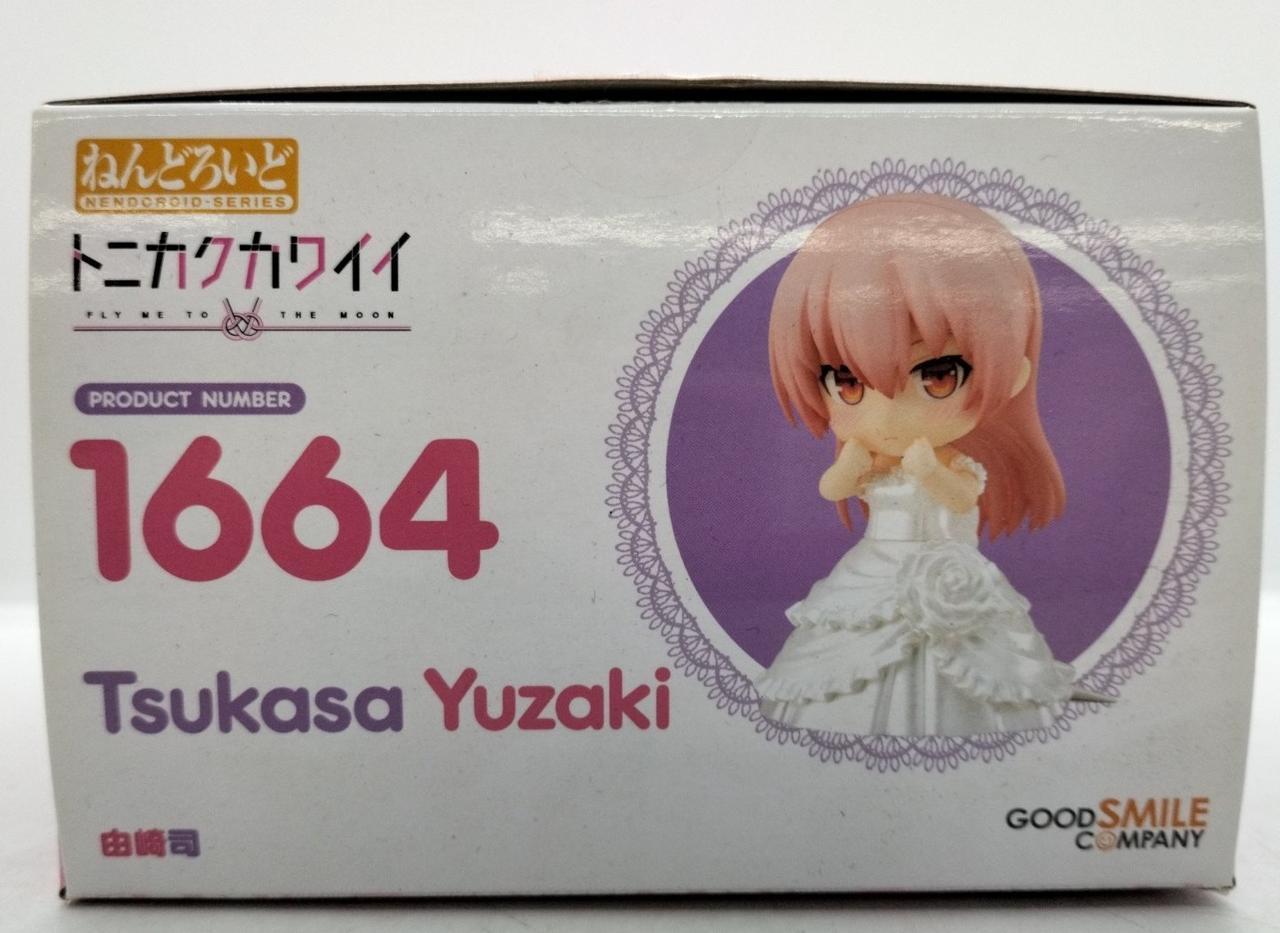 ねんどろいど
NENDOROID-SERIES
トニカクカワイイ
FLY ME TO THE MOON
PRODUCT NUMBER
1664
Tsukasa Yuzaki
由崎司
GOOD SMILE
COMPANY